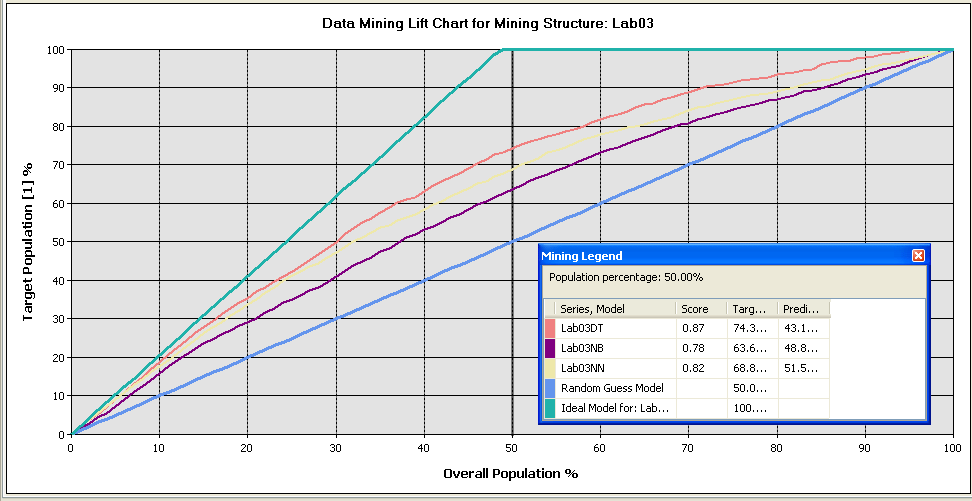 Data Mining Lift Chart for Mining Structure: Lab03
100
90
80
70
60
50
40
30
20
10
0
Target Population [1] %
0 10 20 30 40 50 60 70 80 90 100
Overall Population %
Mining Legend
Population percentage: 50.00%
Series, Model Score Targ... Predi...
Lab03DT 0.87 74.3... 43.1...
Lab03NB 0.78 63.6... 48.8...
Lab03NN 0.82 68.8... 51.5...
Random Guess Model 50.0...
Ideal Model for: Lab... 100....